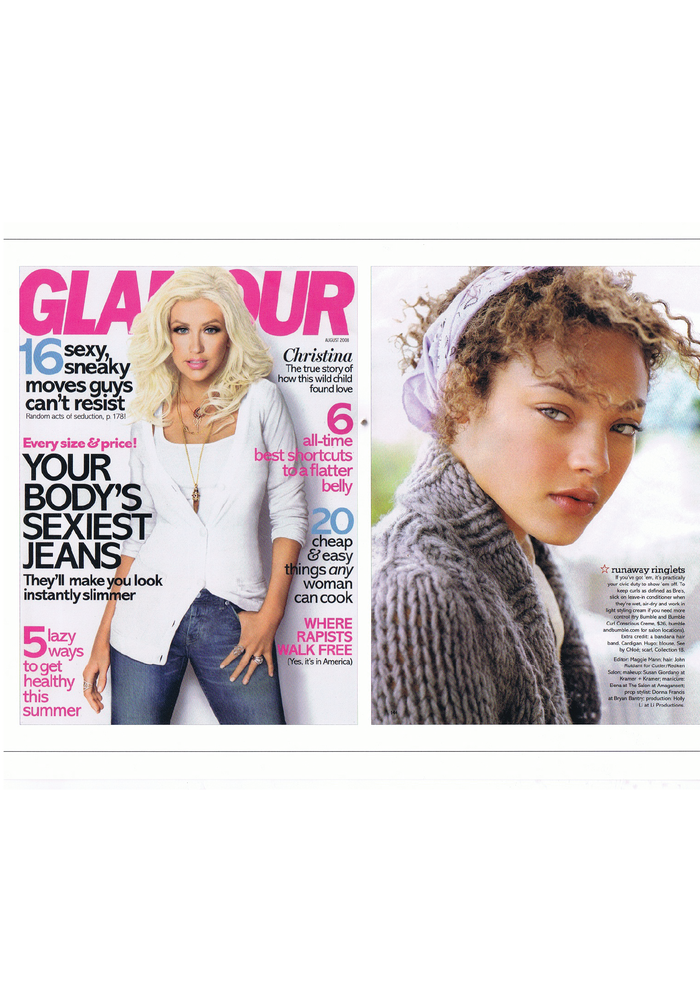 GLAMOUR
AUGUST 2008
16 sexy,
sneaky
moves guys
can't resist
Random acts of seduction, p. 178!
Every size & price!
YOUR
BODY'S
SEXIEST
JEANS
They'll make you look
instantly slimmer
5 lazy
ways
to get
healthy
this
summer
Christina
The true story of
how this wild child
found love
6
all-time
best shortcuts
to a flatter
belly
20
cheap
& easy
things any
woman
can cook
WHERE
RAPISTS
WALK FREE
(Yes, it's in America)
runaway ringlets
If you've got 'em, it's practically
your civic duty to show 'em off. To
keep curls as defined as Bre's,
slick on leave-in conditioner when
they're wet, air-dry and work in
light styling cream if you need more
control (try Bumble and Bumble
Curl Conscious Creme, $26, bumble
andbumble.com for salon locations).
Extra credit: a bandana hair
band. Cardigan, Hugo; blouse, See
by Chloé; scarf, Collection 18.
Editor: Maggie Mann; hair: John
Ruidant for Cutler/Redken
Salon; makeup: Susan Giordano at
Kramer + Kramer; manicure:
Elena at The Salon at Amagansett;
prop stylist: Donna Francis
at Bryan Bantry; production: Holly
Li at Li Productions.